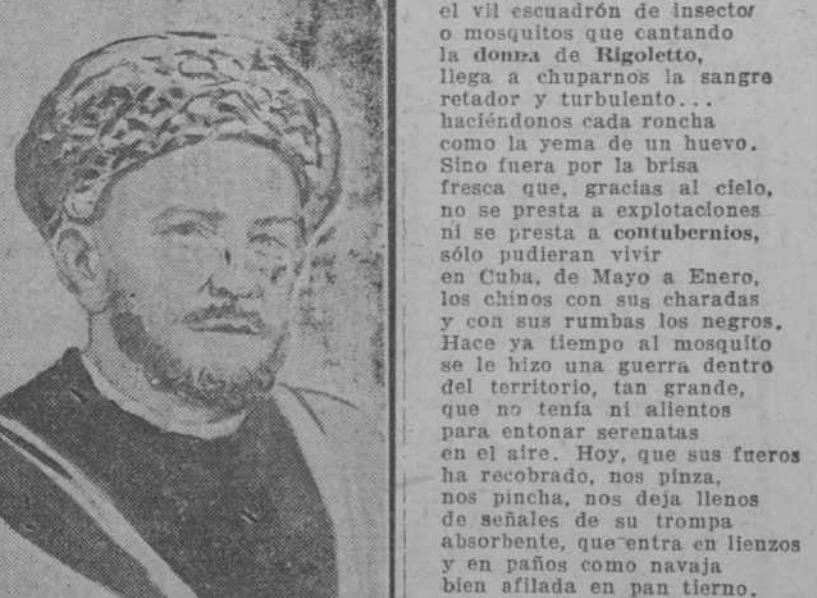 el vil escuadrón de insector
o mosquitos que cantando
la donna de Rigoletto,
llega a chuparnos la sangre
retador y turbulento...
haciéndonos cada roncha
como la yema de un huevo.
Sino fuera por la brisa
fresca que, gracias al cielo,
no se presta a explotaciones
ni se presta a contubernios,
sólo pudieran vivir
en Cuba, de Mayo a Enero,
los chinos con sus charadas
y con sus rumbas los negros.
Hace ya tiempo al mosquito
se le hizo una guerra dentro
del territorio, tan grande,
que no tenía ni alientos
para entonar serenatas
en el aire. Hoy, que sus fueros
ha recobrado, nos pinza,
nos pincha, nos deja llenos
de señales de su trompa
absorbente, que entra en lienzos
y en paños como navaja
bien afilada en pan tierno.